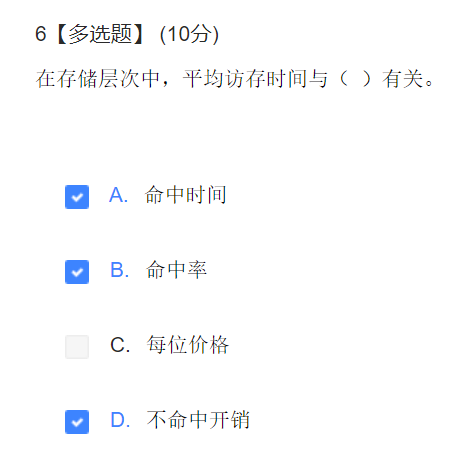 6【多选题】 (10分)
在存储层次中，平均访存时间与（ ）有关。
A. 命中时间
B. 命中率
C. 每位价格
D. 不命中开销